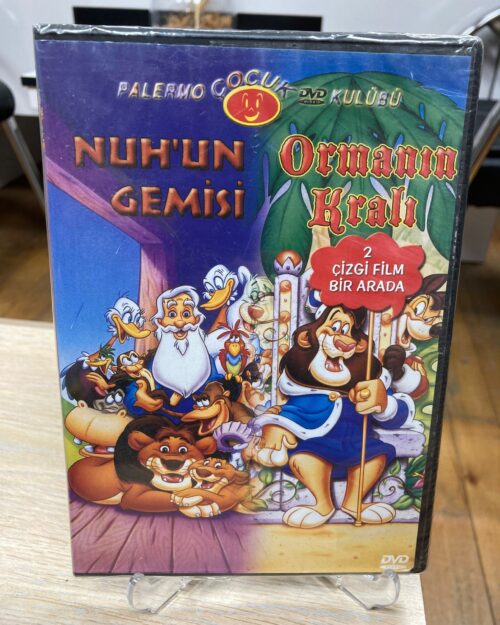 PALERMO ÇOCUK DVD KULÜBÜ
NUH'UN
GEMİSİ
Ormanın
Kralı
2
ÇİZGİ FİLM
BİR ARADA
DVD